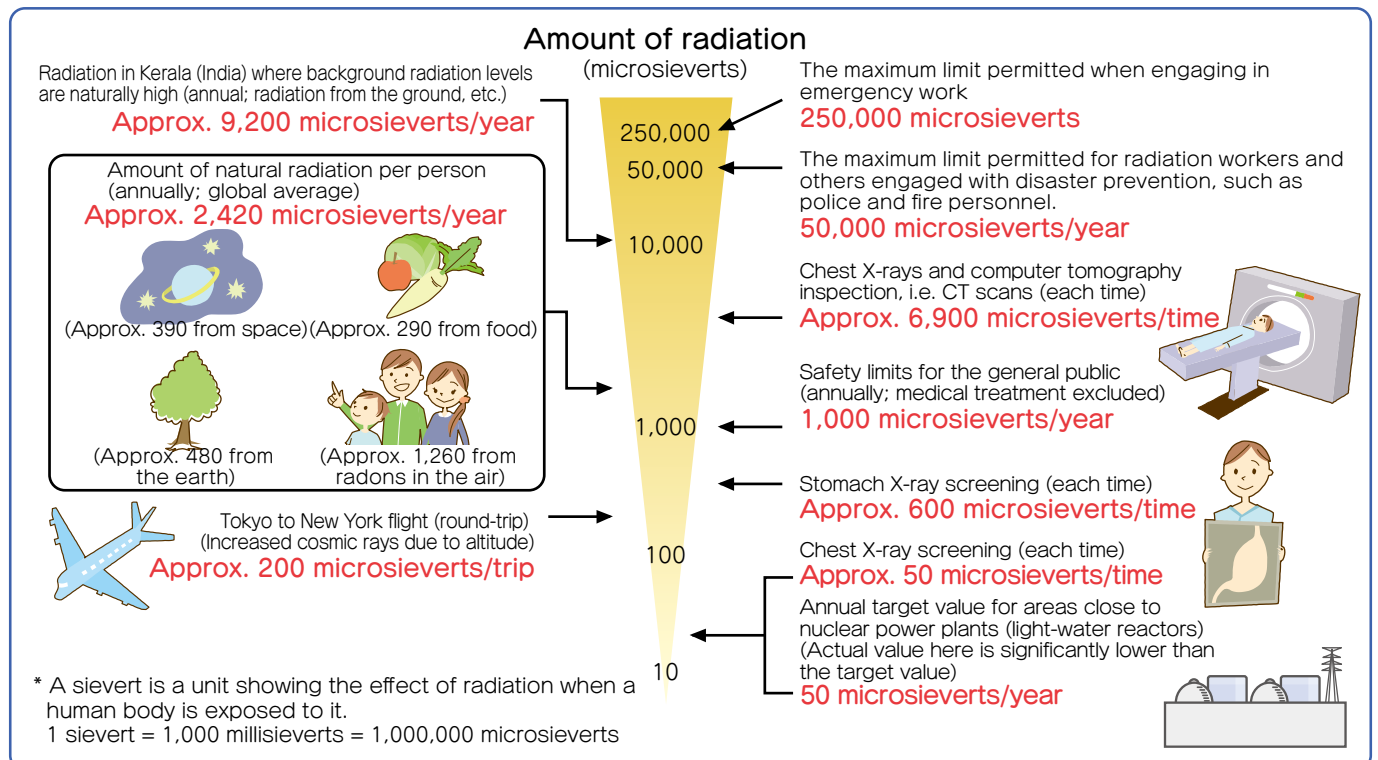 Amount of radiation
(microsieverts)
Radiation in Kerala (India) where background radiation levels
are naturally high (annual; radiation from the ground, etc.)
Approx. 9,200 microsieverts/year
Amount of natural radiation per person
(annually; global average)
Approx. 2,420 microsieverts/year
(Approx. 390 from space)
(Approx. 290 from food)
(Approx. 480 from
the earth)
(Approx. 1,260 from
radons in the air)
Tokyo to New York flight (round-trip)
(Increased cosmic rays due to altitude)
Approx. 200 microsieverts/trip
* A sievert is a unit showing the effect of radiation when a
human body is exposed to it.
1 sievert = 1,000 millisieverts = 1,000,000 microsieverts
250,000
50,000
10,000
1,000
100
10
The maximum limit permitted when engaging in
emergency work
250,000 microsieverts
The maximum limit permitted for radiation workers and
others engaged with disaster prevention, such as
police and fire personnel.
50,000 microsieverts/year
Chest X-rays and computer tomography
inspection, i.e. CT scans (each time)
Approx. 6,900 microsieverts/time
Safety limits for the general public
(annually; medical treatment excluded)
1,000 microsieverts/year
Stomach X-ray screening (each time)
Approx. 600 microsieverts/time
Chest X-ray screening (each time)
Approx. 50 microsieverts/time
Annual target value for areas close to
nuclear power plants (light-water reactors)
(Actual value here is significantly lower than
the target value)
50 microsieverts/year